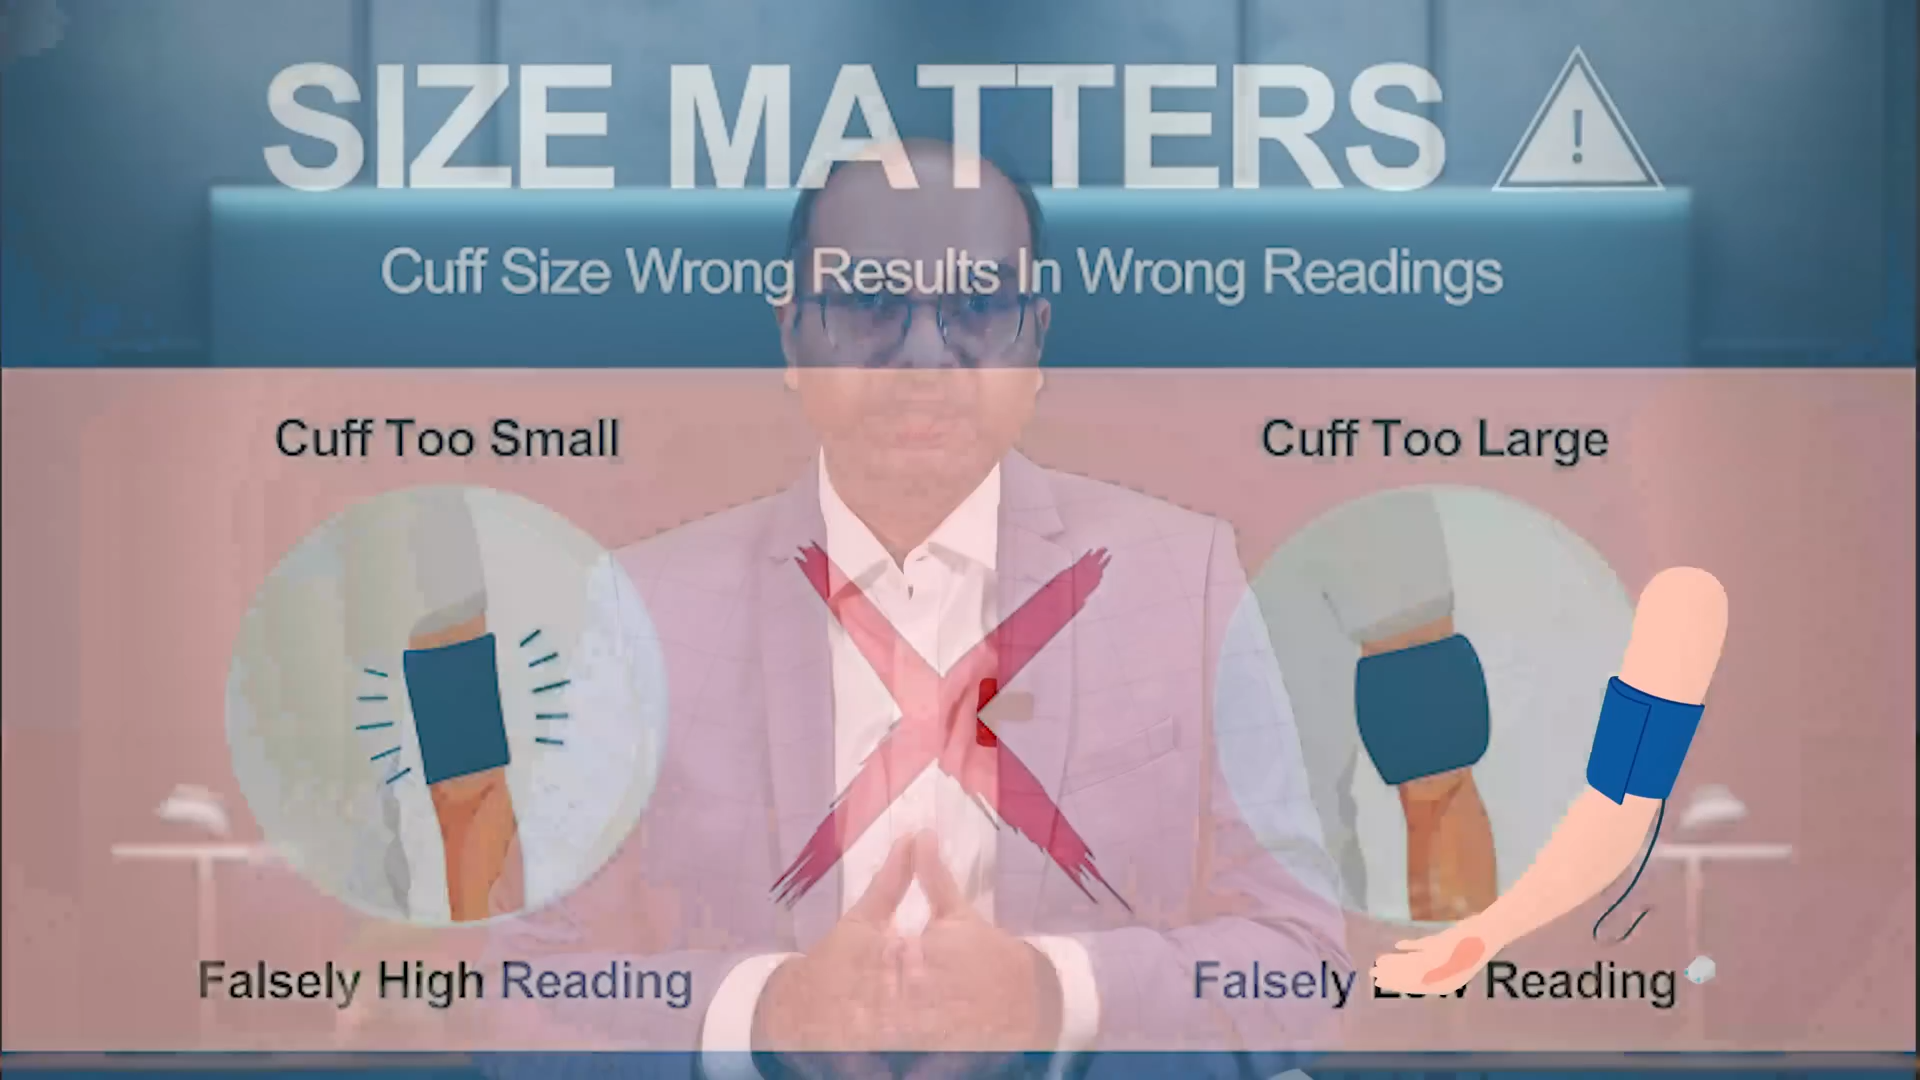 SIZE MATTERS
Cuff Size Wrong Results In Wrong Readings
Cuff Too Small
Cuff Too Large
Falsely High Reading
Falsely Low Reading